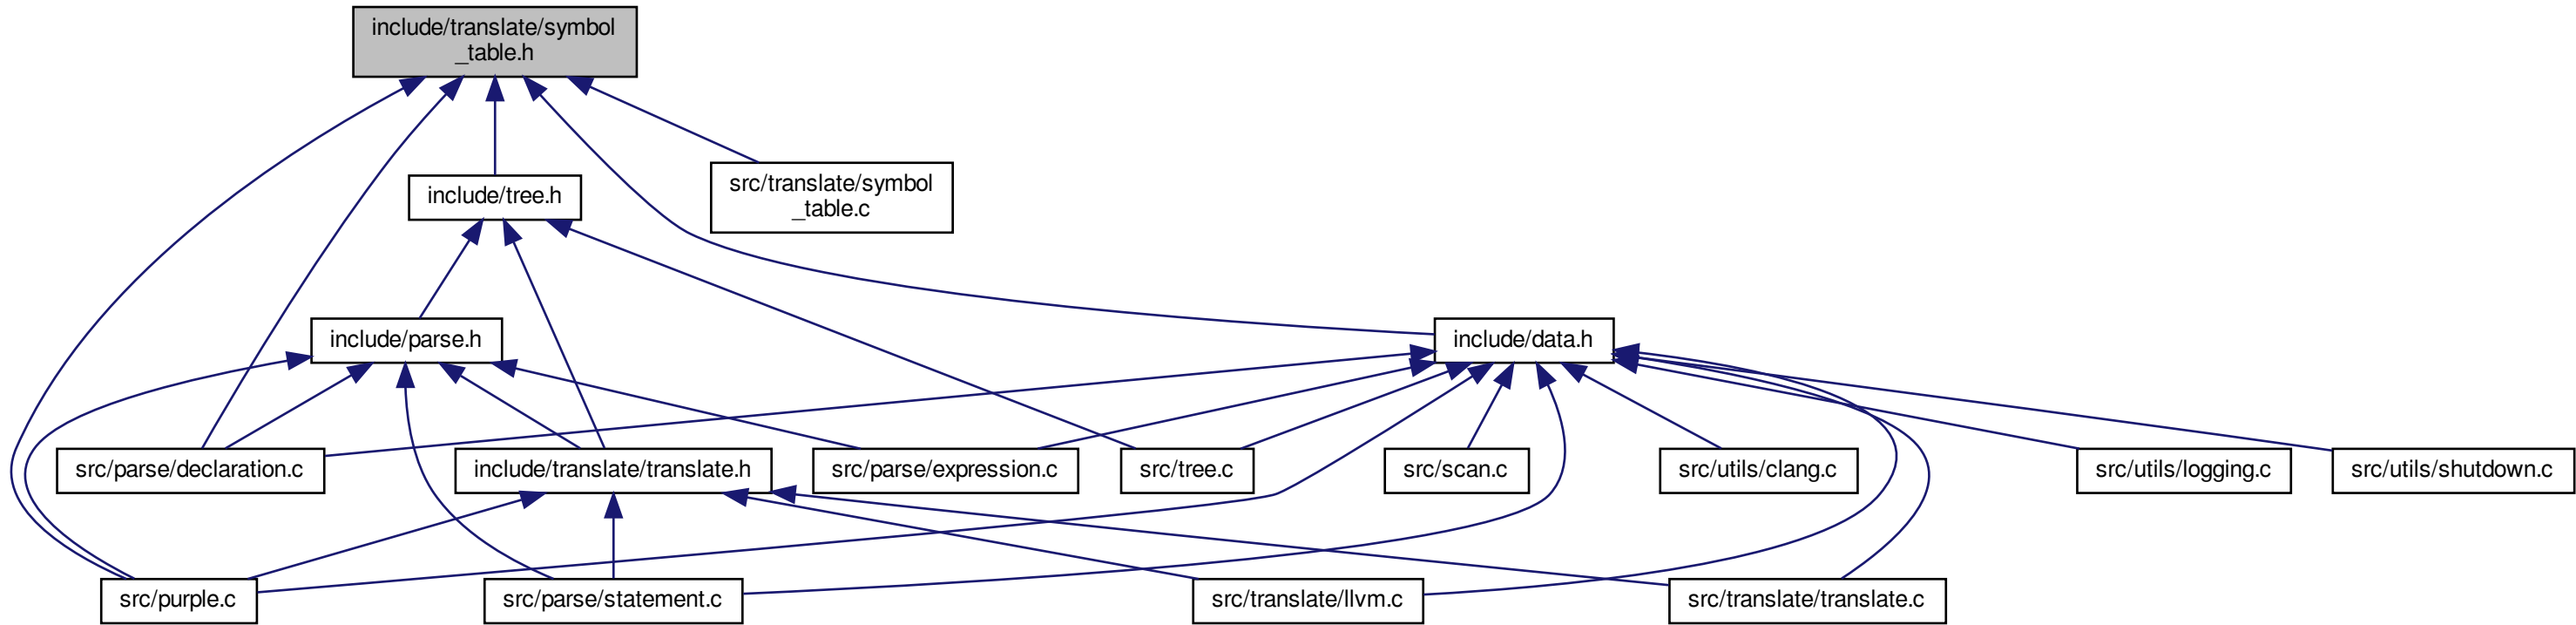 include/translate/symbol
_table.h
src/translate/symbol
_table.c
include/tree.h
include/parse.h
include/data.h
src/parse/declaration.c
include/translate/translate.h
src/parse/expression.c
src/tree.c
src/scan.c
src/utils/clang.c
src/utils/logging.c
src/utils/shutdown.c
src/purple.c
src/parse/statement.c
src/translate/llvm.c
src/translate/translate.c